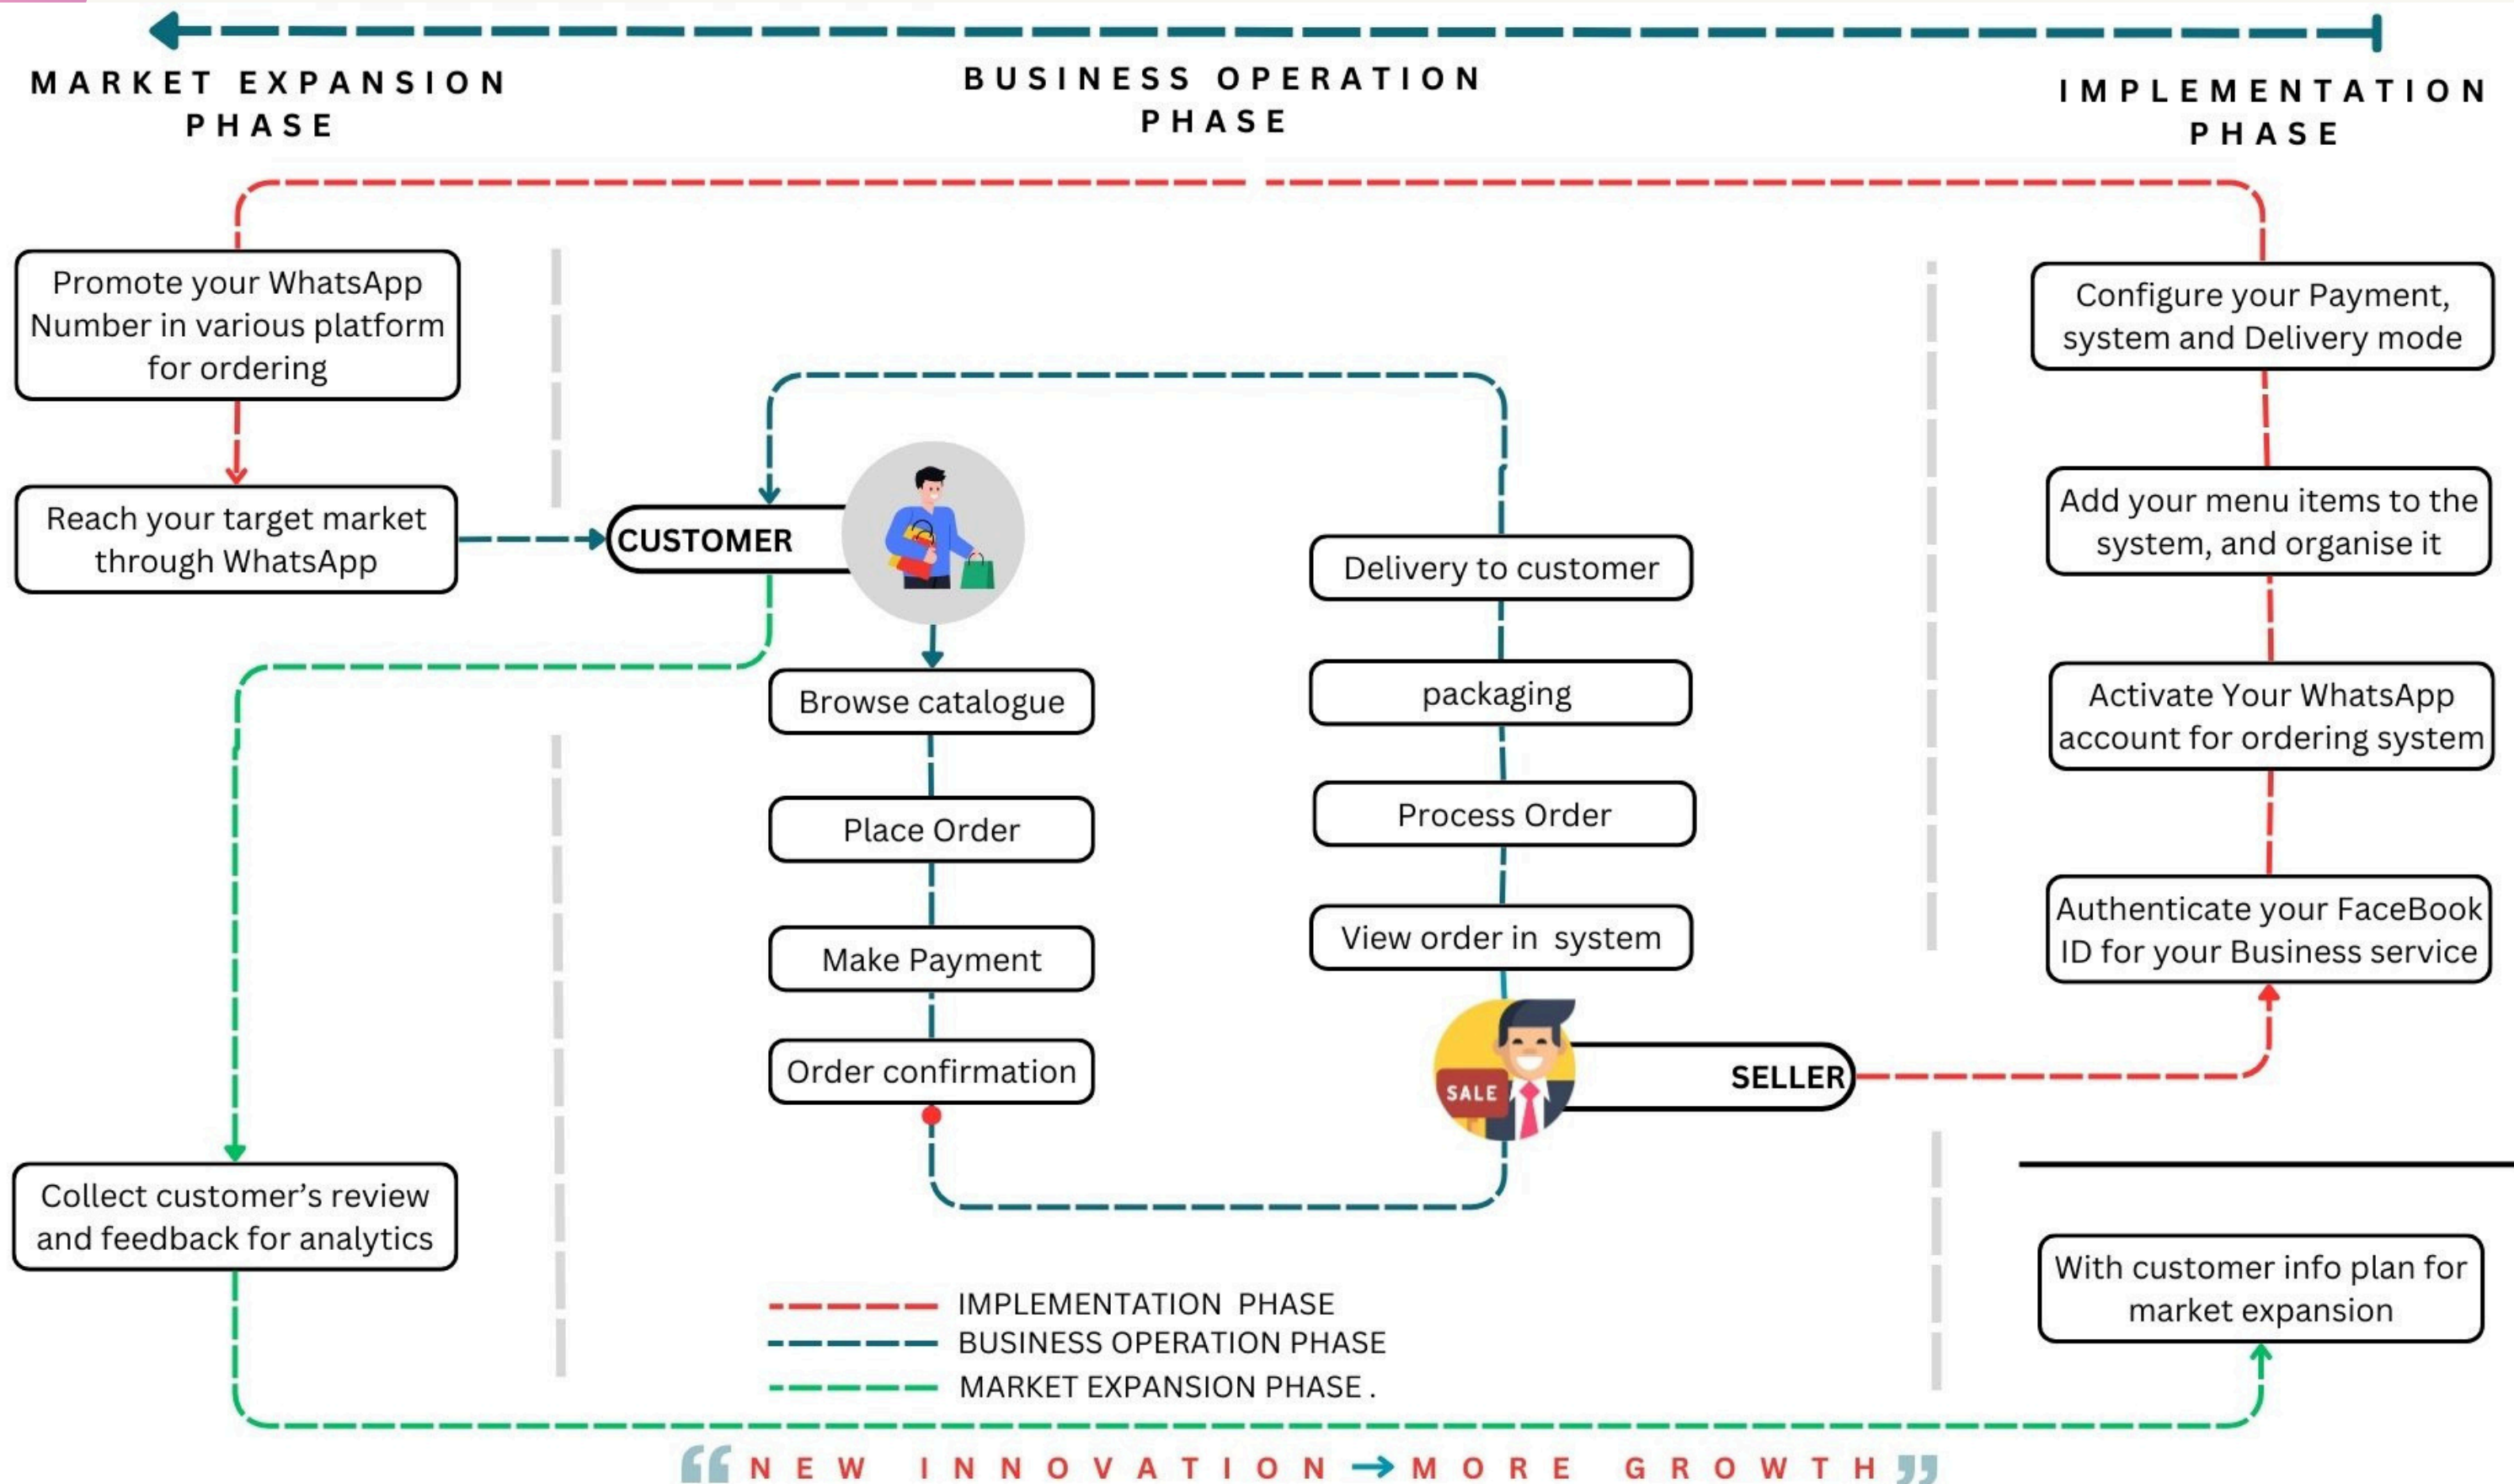 MARKET EXPANSION
PHASE
BUSINESS OPERATION
PHASE
IMPLEMENTATION
PHASE
Promote your WhatsApp
Number in various platform
for ordering
Reach your target market
through WhatsApp
CUSTOMER
Browse catalogue
Place Order
Make Payment
Order confirmation
Delivery to customer
packaging
Process Order
View order in system
SALE
SELLER
Configure your Payment,
system and Delivery mode
Add your menu items to the
system, and organise it
Activate Your WhatsApp
account for ordering system
Authenticate your FaceBook
ID for your Business service
Collect customer’s review
and feedback for analytics
With customer info plan for
market expansion
IMPLEMENTATION PHASE
BUSINESS OPERATION PHASE
MARKET EXPANSION PHASE .
“NEW INNOVATION → MORE GROWTH”